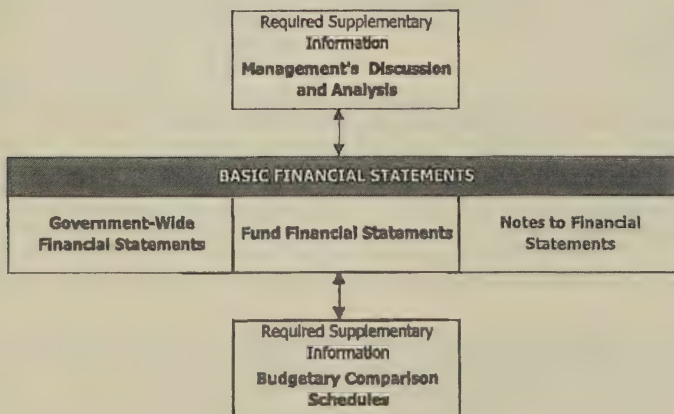 Required Supplementary
Information
Management's Discussion
and Analysis
BASIC FINANCIAL STATEMENTS
Government-Wide
Financial Statements
Fund Financial Statements
Notes to Financial
Statements
Required Supplementary
Information
Budgetary Comparison
Schedules